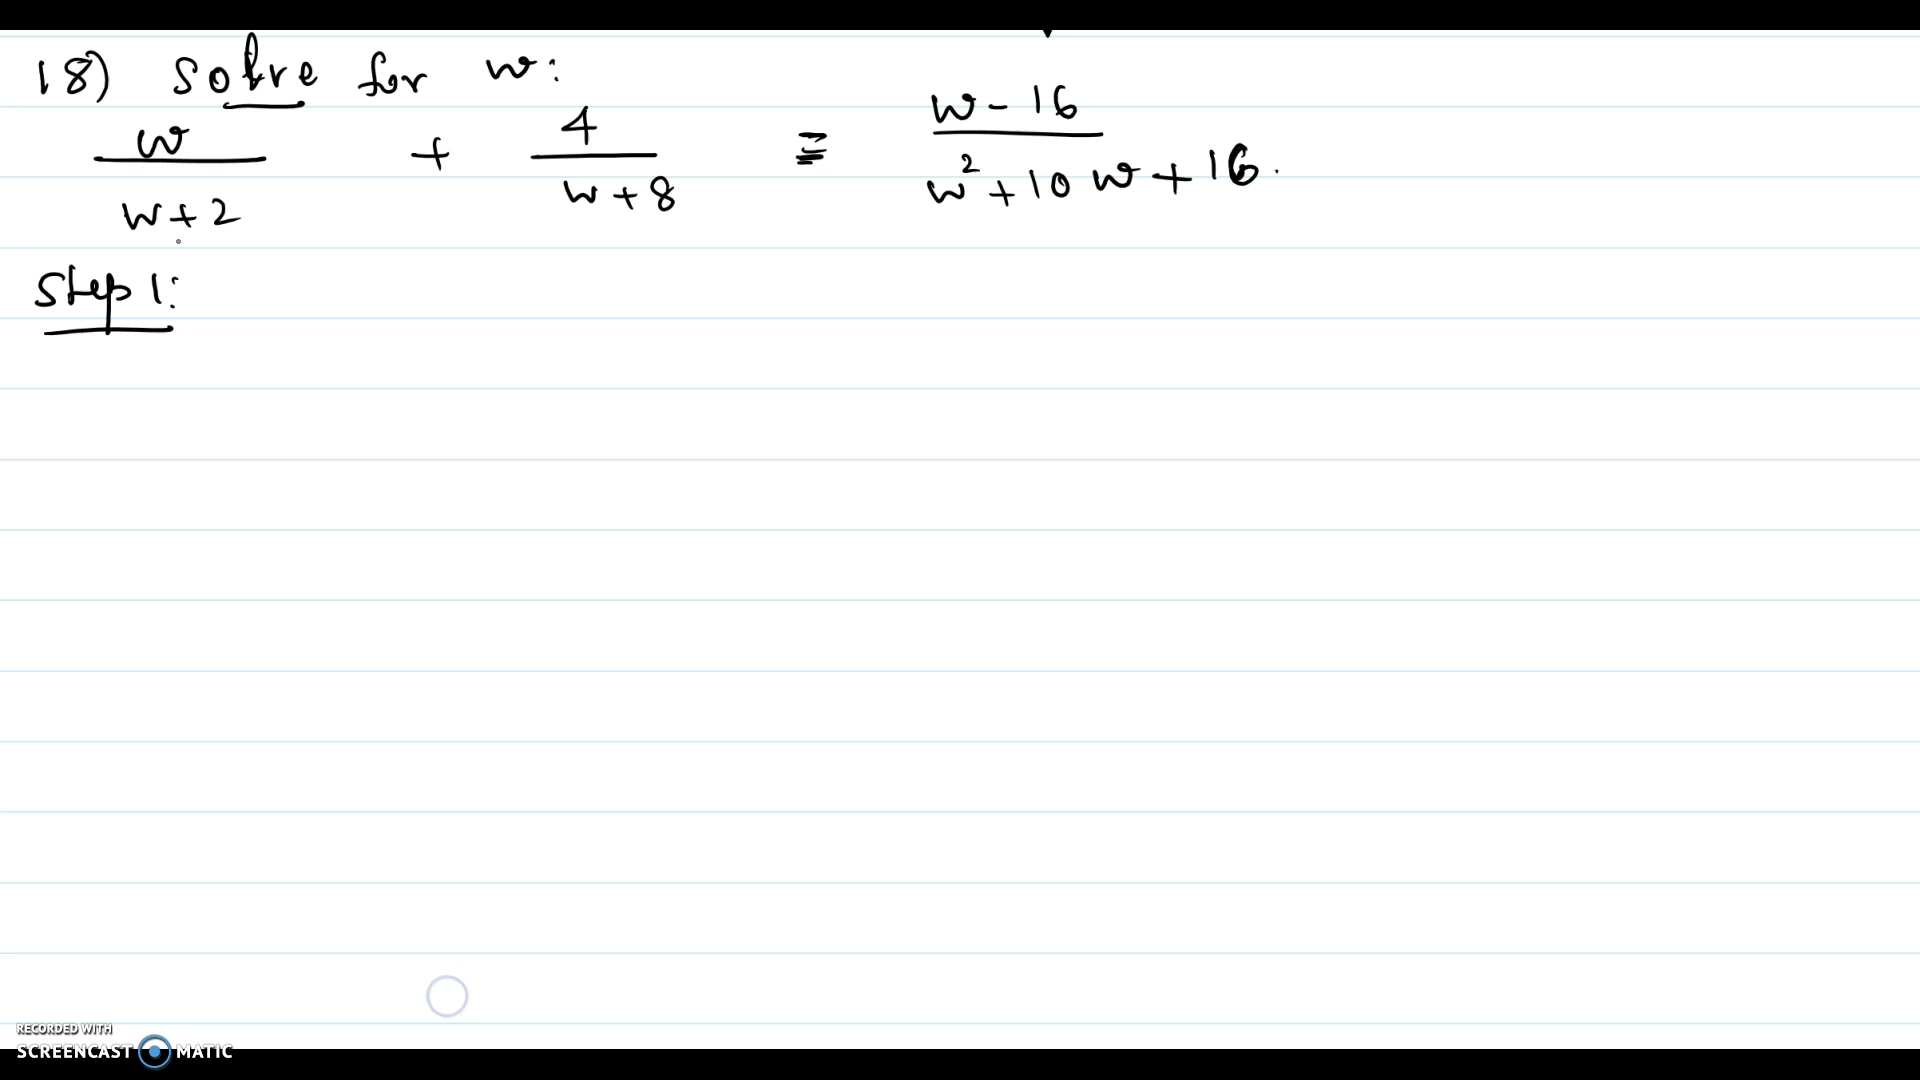 18) Solve for w:
w/(w+2) + 4/(w+8) = (w-16)/(w²+10w+16).
Step 1:
RECORDED WITH
SCREENCAST MATIC